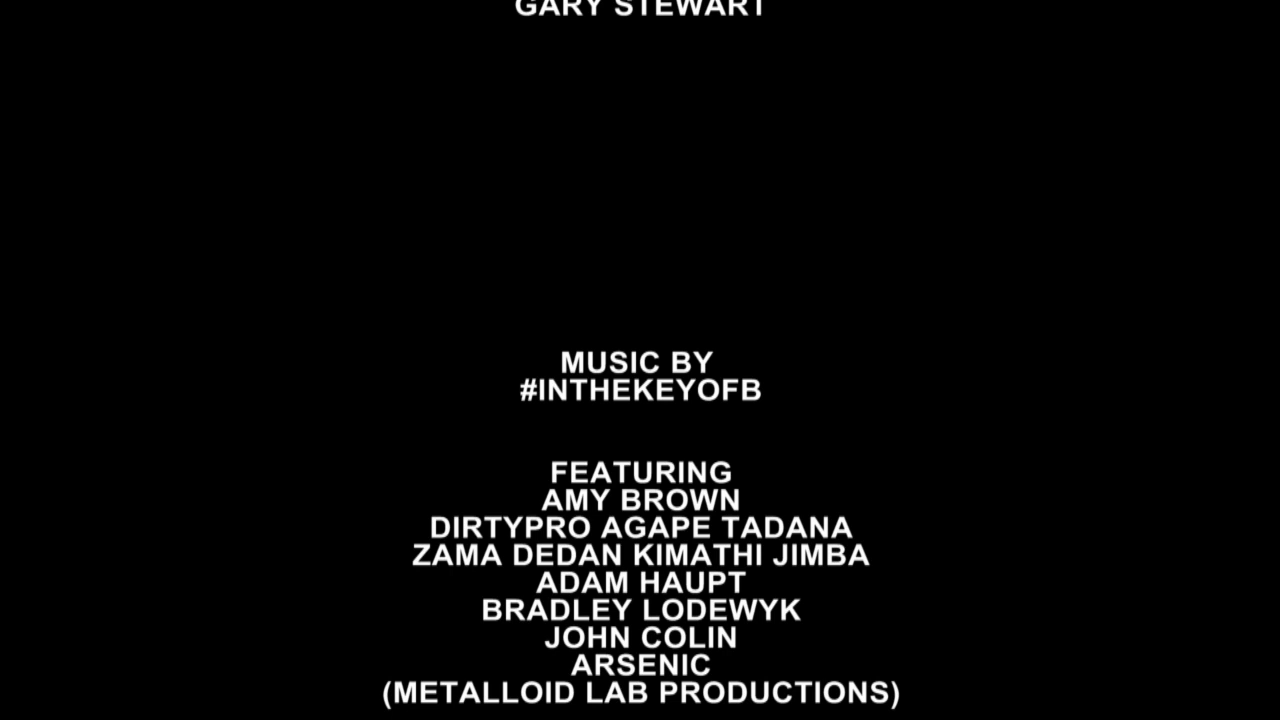 GARY STEWART
MUSIC BY
#INTHEKEYOFB
FEATURING
AMY BROWN
DIRTYPRO AGAPE TADANA
ZAMA DEDAN KIMATHI JIMBA
ADAM HAUPT
BRADLEY LODEWYK
JOHN COLIN
ARSENIC
(METALLOID LAB PRODUCTIONS)